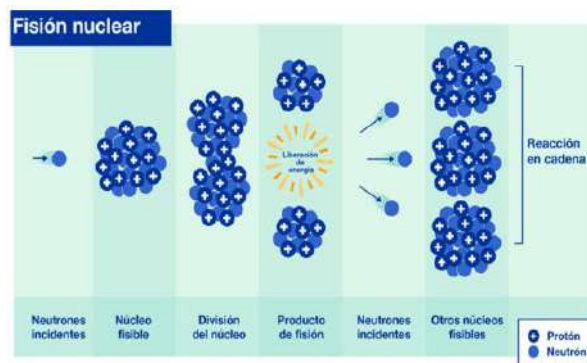 Fisión nuclear
Liberación
de
energía
Reacción
en cadena
Neutrones
incidentes
Núcleo
fisible
División
del núcleo
Producto
de fisión
Neutrones
incidentes
Otros núcleos
fisibles
Protón
Neutrón